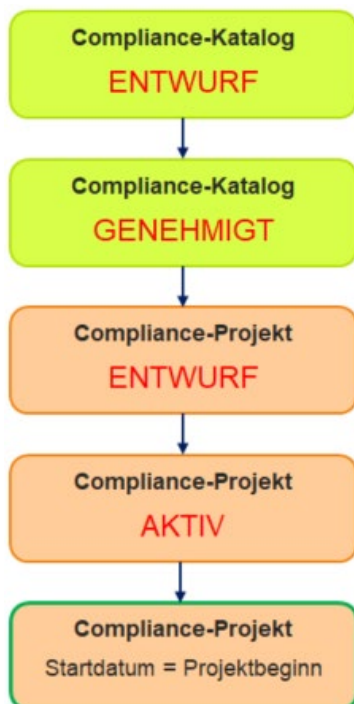 Compliance-Katalog
ENTWURF
Compliance-Katalog
GENEHMIGT
Compliance-Projekt
ENTWURF
Compliance-Projekt
AKTIV
Compliance-Projekt
Startdatum = Projektbeginn